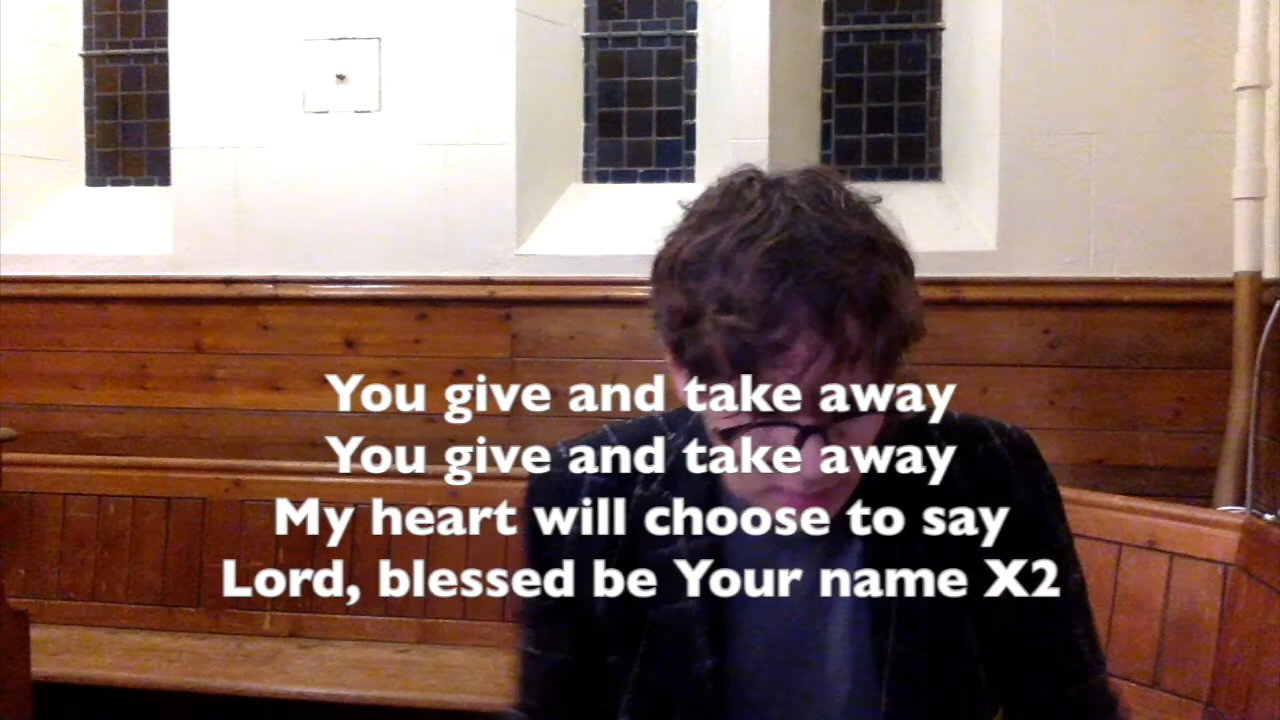 You give and take away
You give and take away
My heart will choose to say
Lord, blessed be Your name X2